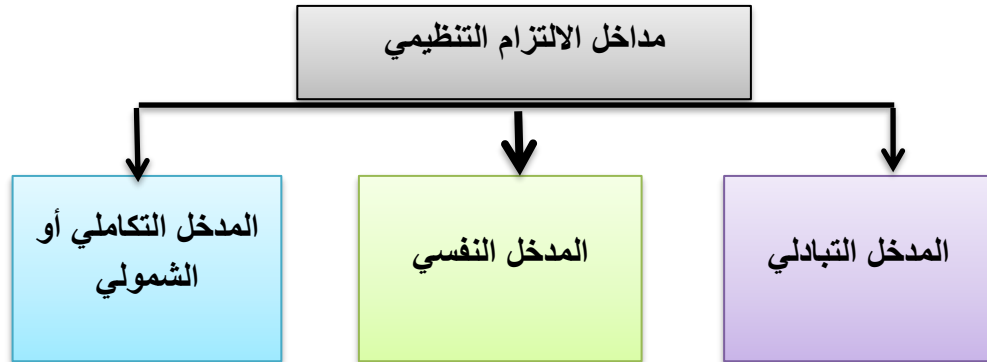 مداخل الالتزام التنظيمي
المدخل التبادلي
المدخل النفسي
المدخل التكاملي أو
الشمولي